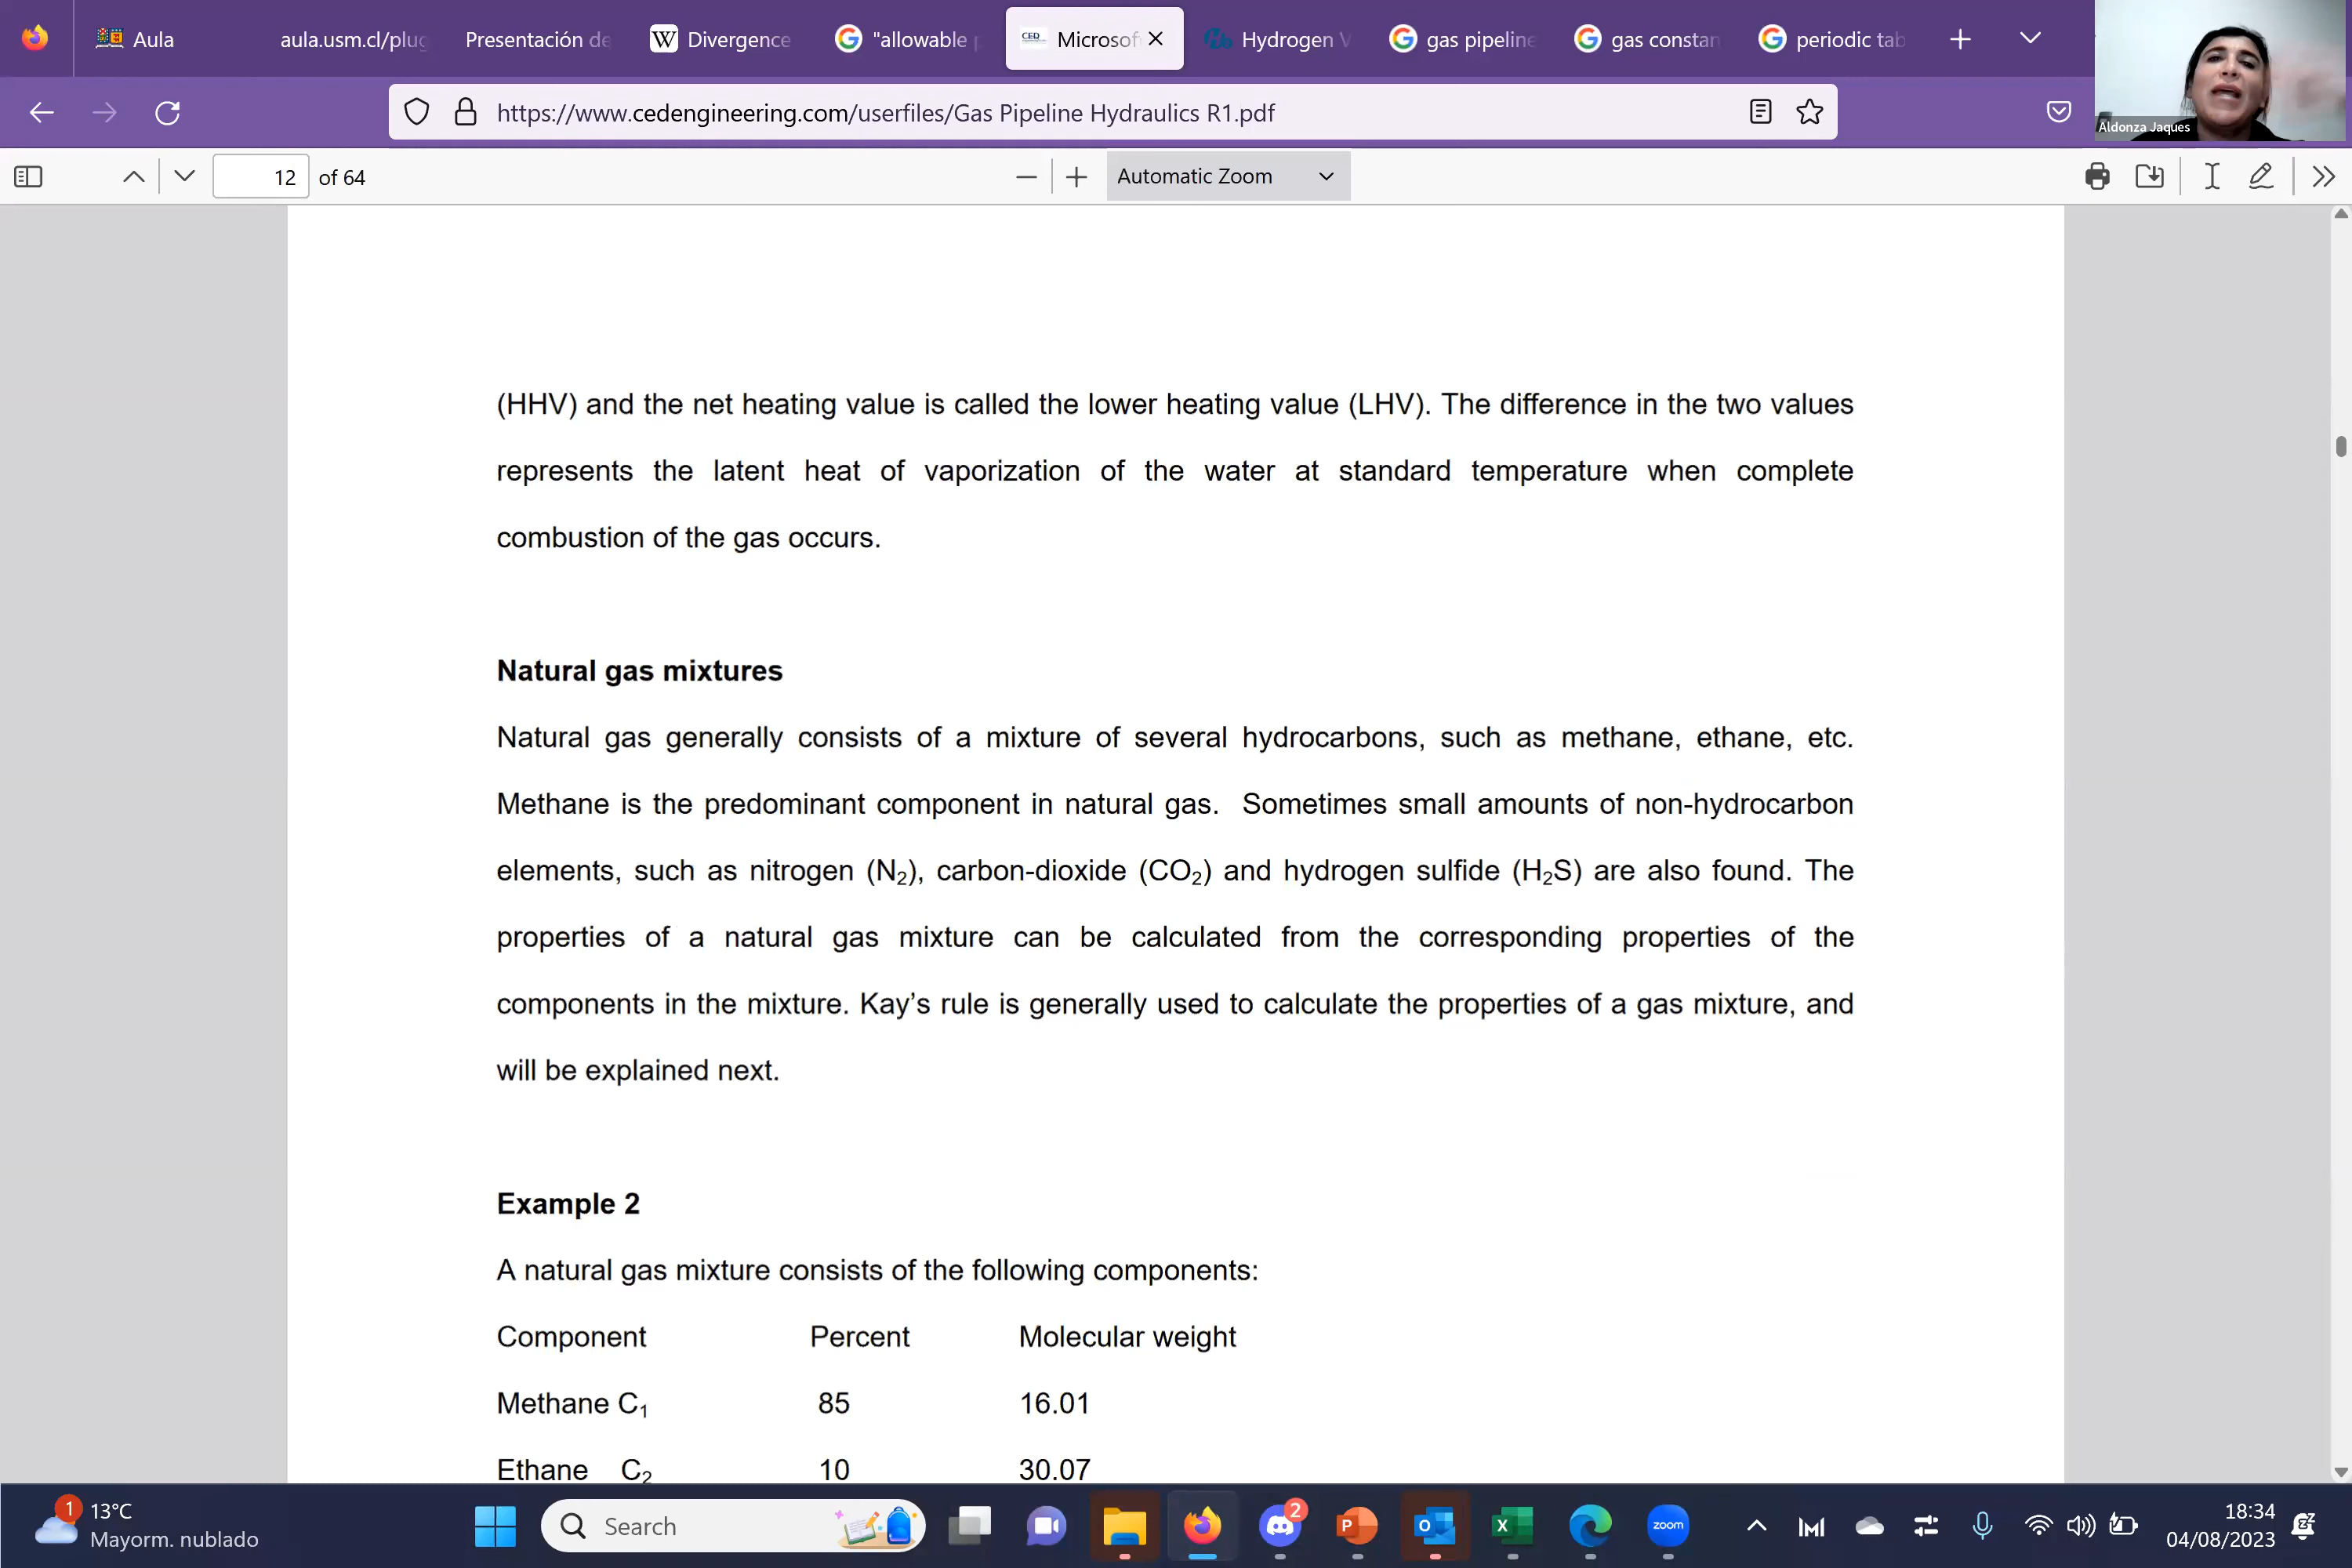 Aula
aula.usm.cl/plug
Presentación de
W Divergence
"allowable p
CED Microsof
Hydrogen V
gas pipeline
gas constan
periodic tab
https://www.cedengineering.com/userfiles/Gas Pipeline Hydraulics R1.pdf
Aldonza Jaques
12 of 64
Automatic Zoom
(HHV) and the net heating value is called the lower heating value (LHV). The difference in the two values
represents the latent heat of vaporization of the water at standard temperature when complete
combustion of the gas occurs.
Natural gas mixtures
Natural gas generally consists of a mixture of several hydrocarbons, such as methane, ethane, etc.
Methane is the predominant component in natural gas. Sometimes small amounts of non-hydrocarbon
elements, such as nitrogen (N₂), carbon-dioxide (CO₂) and hydrogen sulfide (H₂S) are also found. The
properties of a natural gas mixture can be calculated from the corresponding properties of the
components in the mixture. Kay’s rule is generally used to calculate the properties of a gas mixture, and
will be explained next.
Example 2
A natural gas mixture consists of the following components:
Component Percent Molecular weight
Methane C₁ 85 16.01
Ethane C₂ 10 30.07
1
13°C
Mayorm. nublado
Search
2
zoom
18:34
04/08/2023